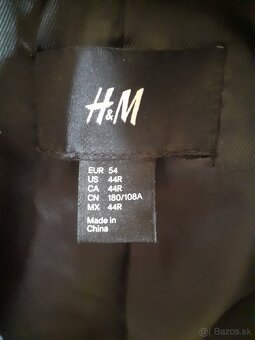 H&M
EUR 54
US 44R
CA 44R
CN 180/108A
MX 44R
Made in
China
© Bazos.sk